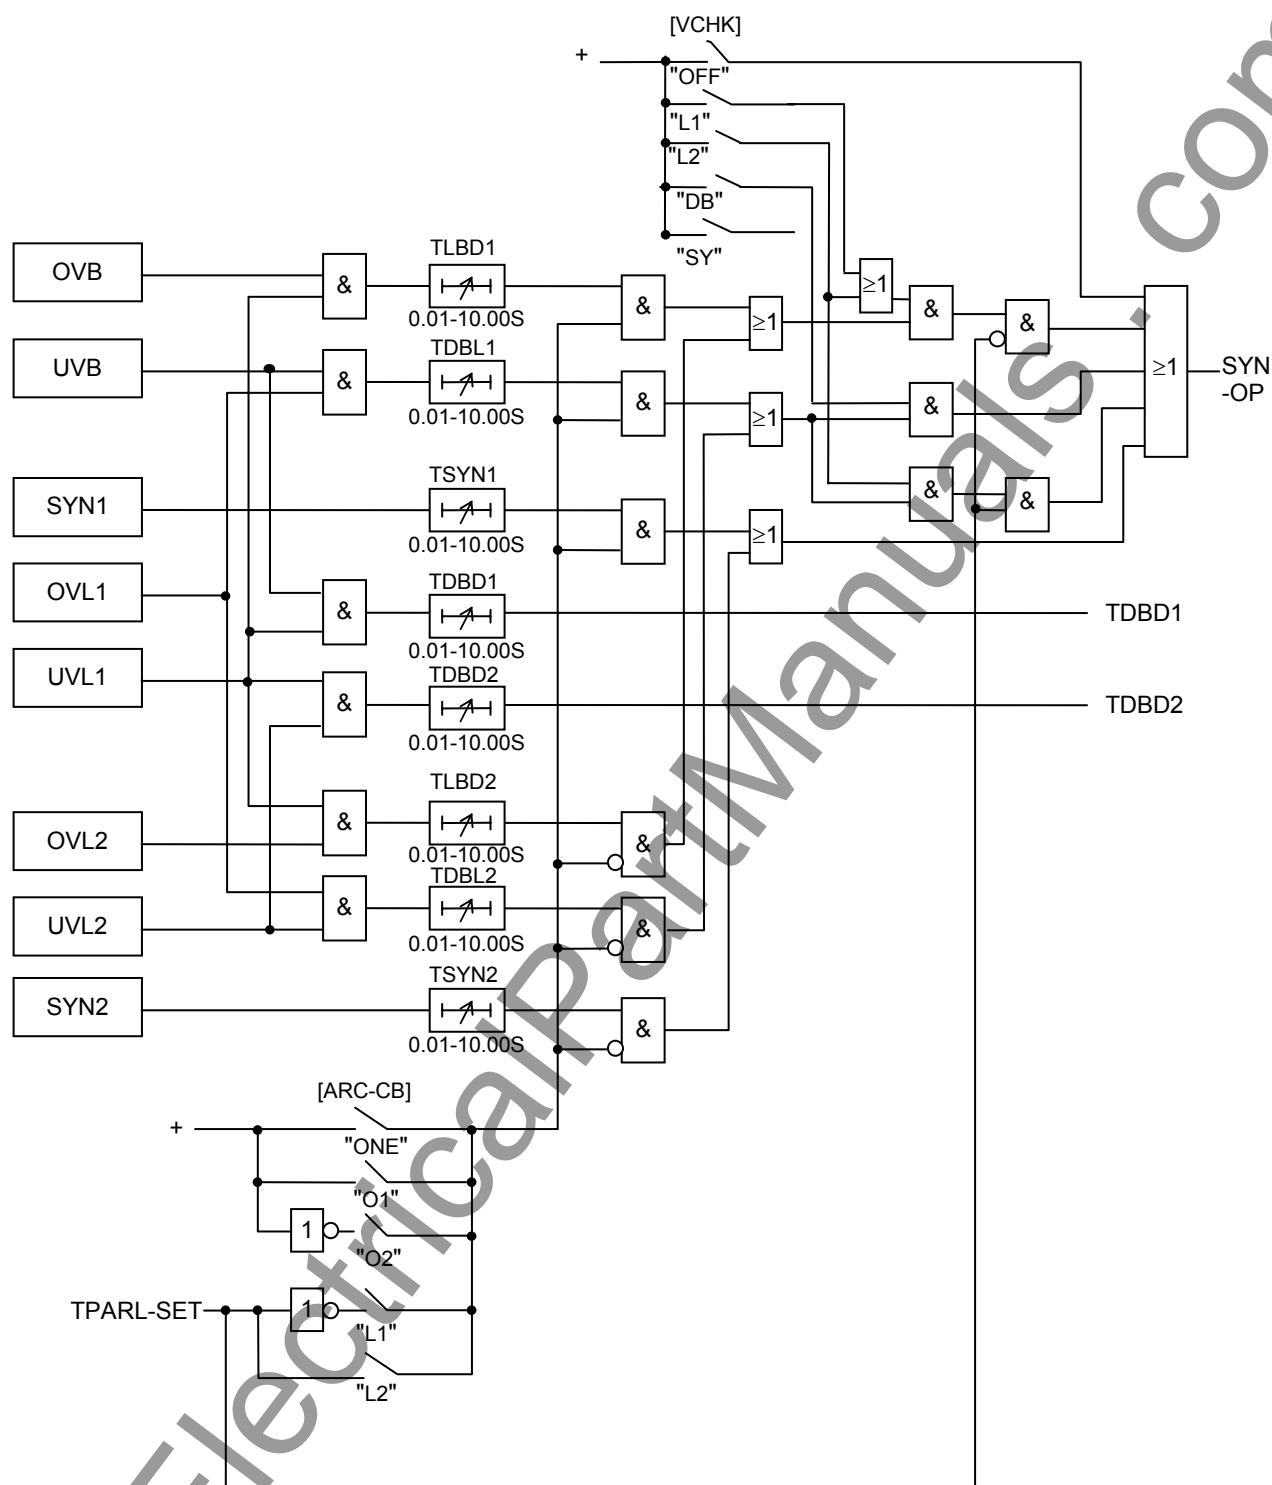 [VCHK]
+
"OFF"
"L1"
"L2"
"DB"
"SY"
OVB
UVB
SYN1
OVL1
UVL1
OVL2
UVL2
SYN2
&
&
&
&
&
&
TLBD1
0.01-10.00S
TDBL1
0.01-10.00S
TSYN1
0.01-10.00S
TDBD1
0.01-10.00S
TDBD2
0.01-10.00S
TLBD2
0.01-10.00S
TDBL2
0.01-10.00S
TSYN2
0.01-10.00S
&
&
&
&
&
&
≥1
≥1
≥1
≥1
&
&
&
&
&
≥1
SYN
-OP
TDBD1
TDBD2
[ARC-CB]
+
"ONE"
"O1"
1
"O2"
TPARL-SET
1
"L1"
"L2"
ElectricalPartManuals . com